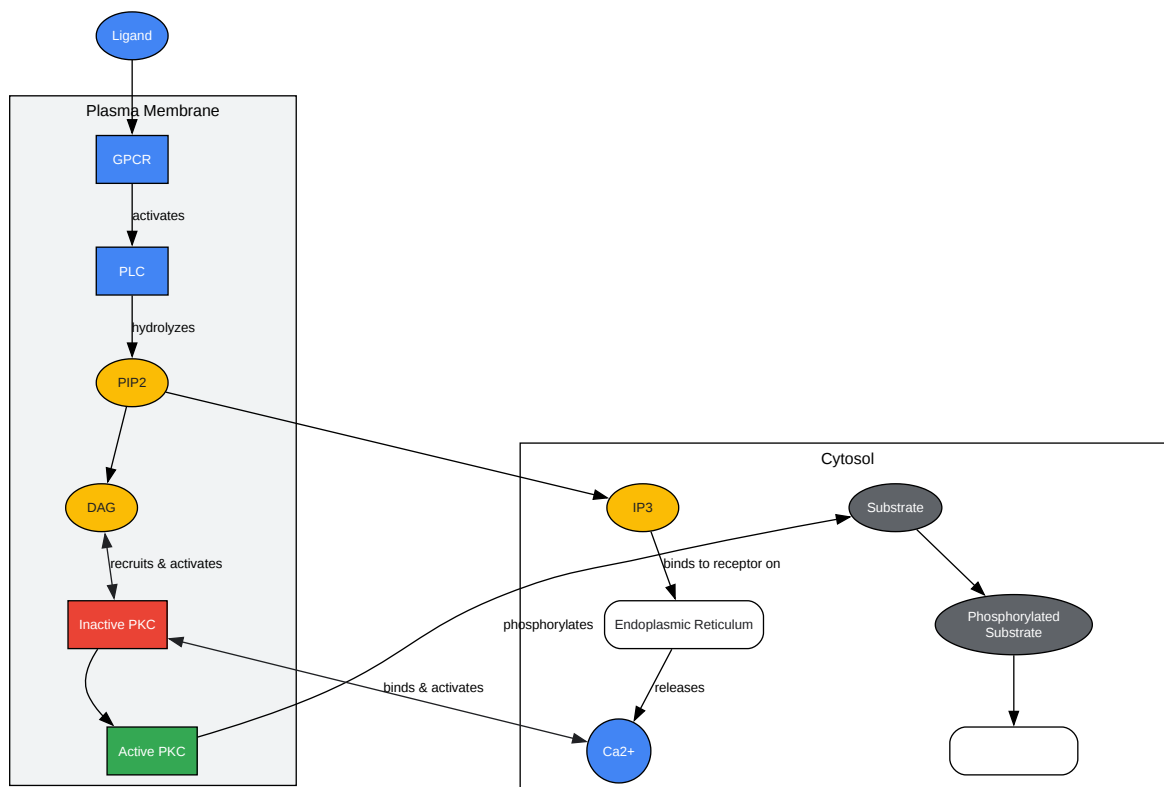 Ligand
Plasma Membrane
GPCR
activates
PLC
hydrolyzes
PIP2
Cytosol
DAG
IP3
Substrate
recruits & activates
binds to receptor on
Inactive PKC
phosphorylates
Endoplasmic Reticulum
Phosphorylated
Substrate
binds & activates
releases
Active PKC
Ca2+